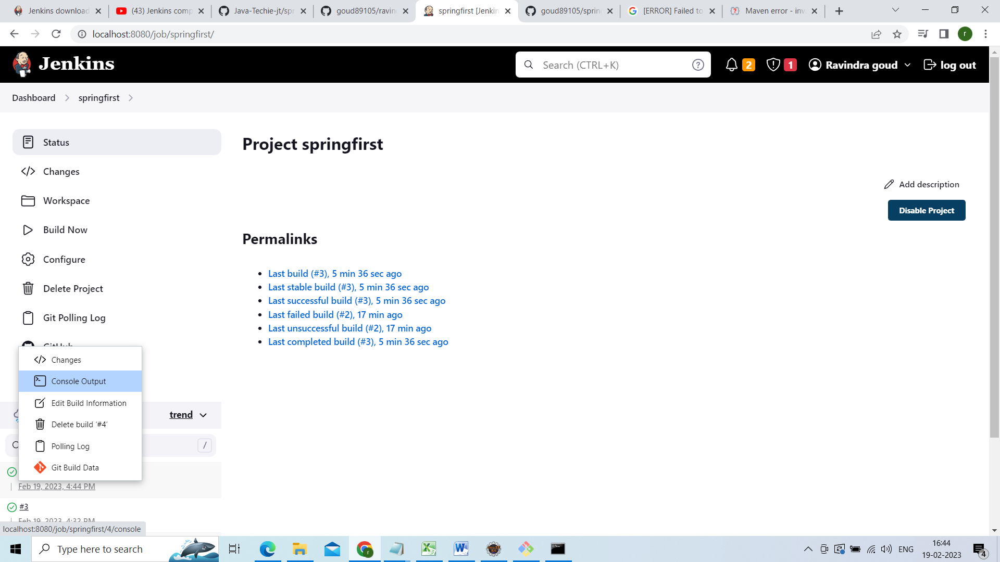 Jenkins download
(43) Jenkins comp
Java-Techie-jt/spr
goud89105/ravin
springfirst [Jenkin
goud89105/spring
[ERROR] Failed to
Maven error - inv
localhost:8080/job/springfirst/
r
Jenkins
Search (CTRL+K)
2
1
Ravindra goud
log out
Dashboard
springfirst
Status
Changes
Workspace
Build Now
Configure
Delete Project
Git Polling Log
GitHub
Project springfirst
Add description
Disable Project
Permalinks
Last build (#3), 5 min 36 sec ago
Last stable build (#3), 5 min 36 sec ago
Last successful build (#3), 5 min 36 sec ago
Last failed build (#2), 17 min ago
Last unsuccessful build (#2), 17 min ago
Last completed build (#3), 5 min 36 sec ago
Changes
Console Output
Edit Build Information
Delete build ‘#4’
Polling Log
Git Build Data
trend
/
Feb 19, 2023, 4:44 PM
#3
Feb 19, 2023, 4:32 PM
localhost:8080/job/springfirst/4/console
Type here to search
ENG
16:44
19-02-2023
4